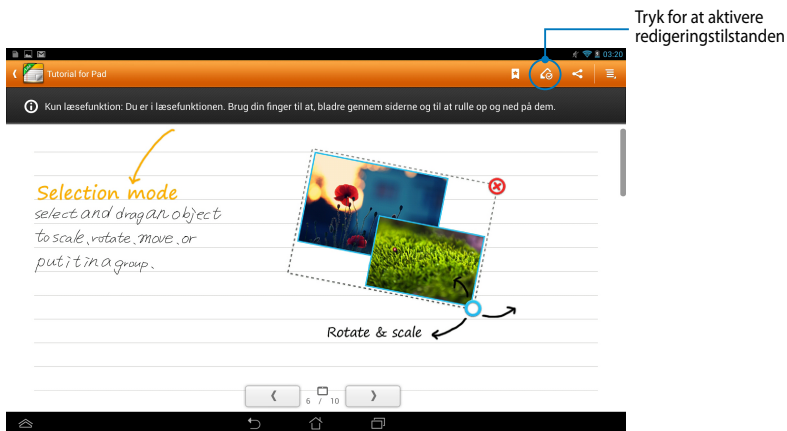 Tryk for at aktivere
redigeringstilstanden
03:20
Tutorial for Pad
Kun læsefunktion: Du er i læsefunktionen. Brug din finger til at, bladre gennem siderne og til at rulle op og ned på dem.
Selection mode
select and drag an object
to scale, rotate, move, or
put it in a group.
Rotate & scale
6 / 10